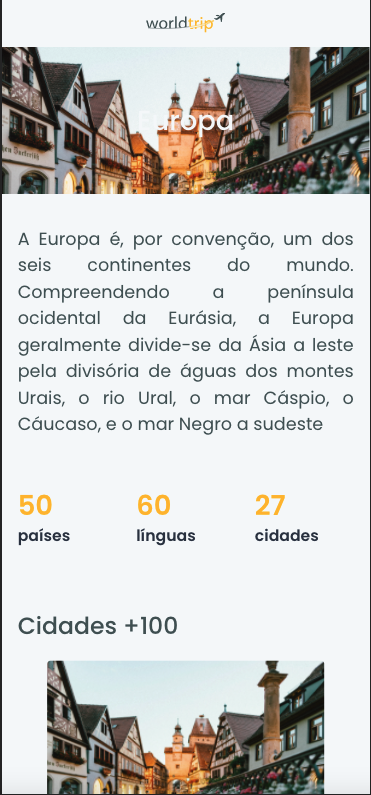 worldtrip
Europa
A Europa é, por convenção, um dos
seis continentes do mundo.
Compreendendo a península
ocidental da Eurásia, a Europa
geralmente divide-se da Ásia a leste
pela divisória de águas dos montes
Urais, o rio Ural, o mar Cáspio, o
Cáucaso, e o mar Negro a sudeste
50 60 27
países línguas cidades
Cidades +100